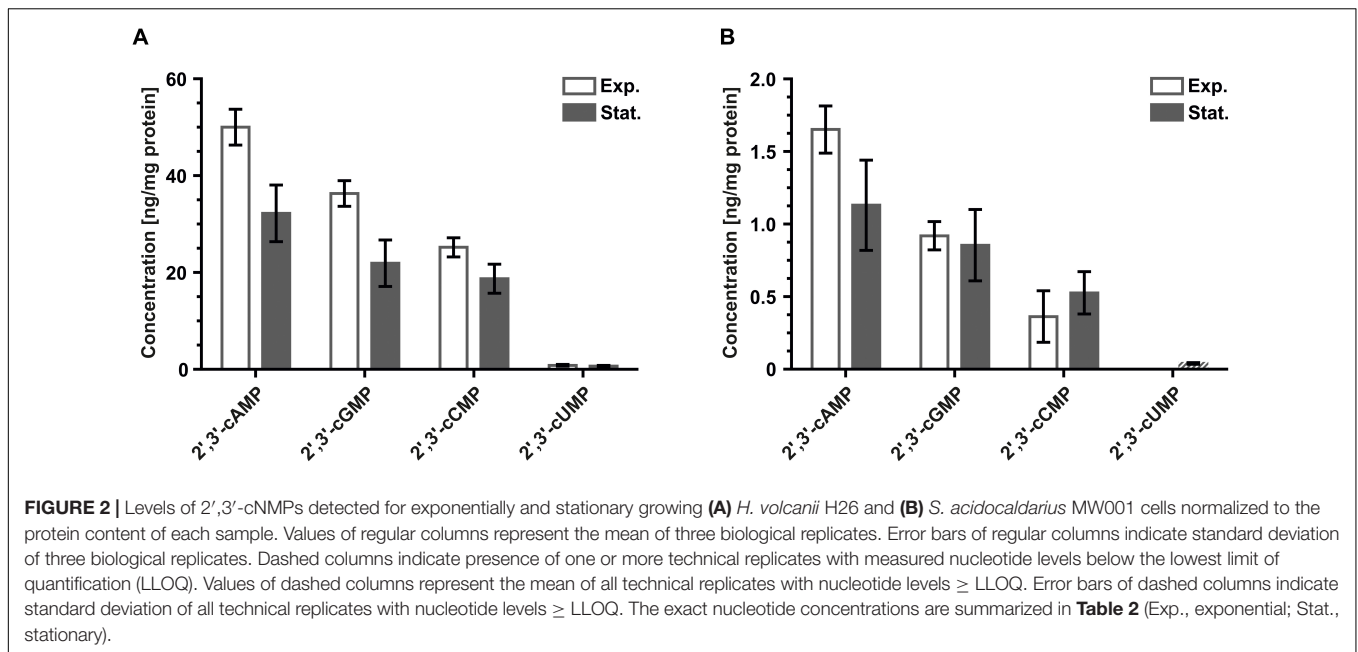 A
Concentration [ng/mg protein]
60
40
20
0
Exp.
Stat.
2',3'-cAMP
2',3'-cGMP
2',3'-cCMP
2',3'-cUMP
B
Concentration [ng/mg protein]
2.0
1.5
1.0
0.5
0
Exp.
Stat.
2',3'-cAMP
2',3'-cGMP
2',3'-cCMP
2',3'-cUMP
FIGURE 2 | Levels of 2′,3′-cNMPs detected for exponentially and stationary growing (A) H. volcanii H26 and (B) S. acidocaldarius MW001 cells normalized to the
protein content of each sample. Values of regular columns represent the mean of three biological replicates. Error bars of regular columns indicate standard deviation
of three biological replicates. Dashed columns indicate presence of one or more technical replicates with measured nucleotide levels below the lowest limit of
quantification (LLOQ). Values of dashed columns represent the mean of all technical replicates with nucleotide levels ≥ LLOQ. Error bars of dashed columns indicate
standard deviation of all technical replicates with nucleotide levels ≥ LLOQ. The exact nucleotide concentrations are summarized in Table 2 (Exp., exponential; Stat.,
stationary).